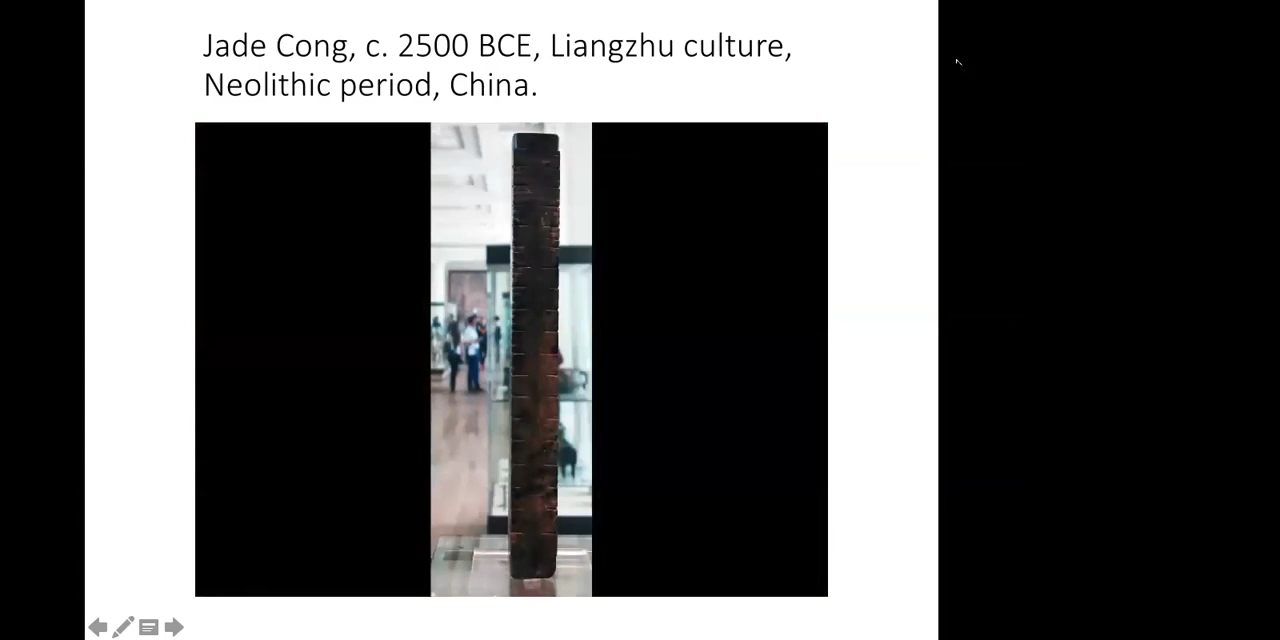 Jade Cong, c. 2500 BCE, Liangzhu culture,
Neolithic period, China.